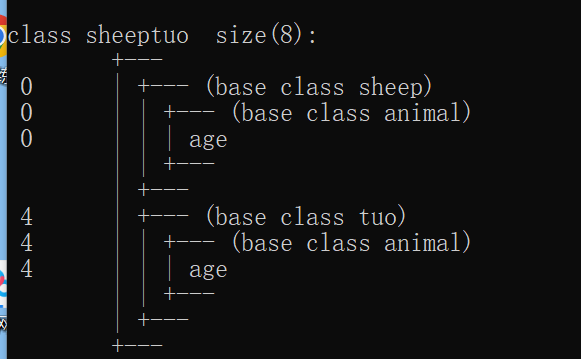 class sheeptuo  size(8):
        +---
 0      | +--- (base class sheep)
 0      | | +--- (base class animal)
 0      | | | age
        | | +---
        | +---
 4      | +--- (base class tuo)
 4      | | +--- (base class animal)
 4      | | | age
        | | +---
        | +---
        +---